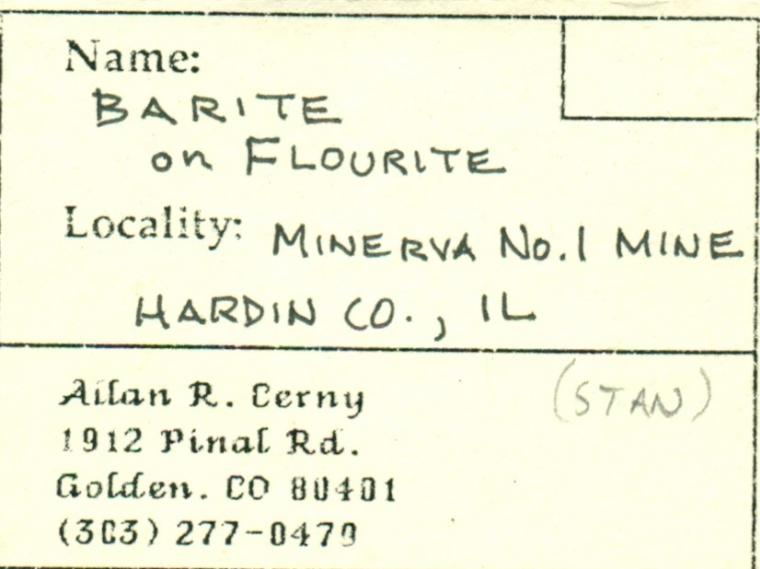 Name:
BARITE
on FLOURITE
Locality: MINERVA No.1 MINE
HARDIN CO., IL
Allan R. Cerny
(STAN)
1912 Pinal Rd.
Golden. CO 80401
(303) 277-0479